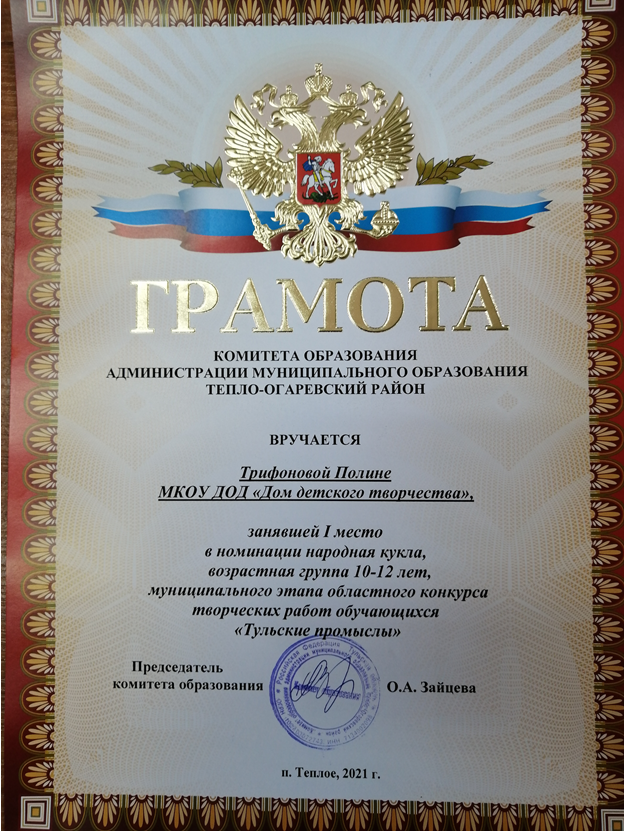 ГРАМОТА
КОМИТЕТА ОБРАЗОВАНИЯ
АДМИНИСТРАЦИИ МУНИЦИПАЛЬНОГО ОБРАЗОВАНИЯ
ТЕПЛО-ОГАРЕВСКИЙ РАЙОН
ВРУЧАЕТСЯ
Трифоновой Полине
МКОУ ДОД «Дом детского творчества»,
занявшей I место
в номинации народная кукла,
возрастная группа 10-12 лет,
муниципального этапа областного конкурса
творческих работ обучающихся
«Тульские промыслы»
Председатель
комитета образования
О.А. Зайцева
п. Теплое, 2021 г.